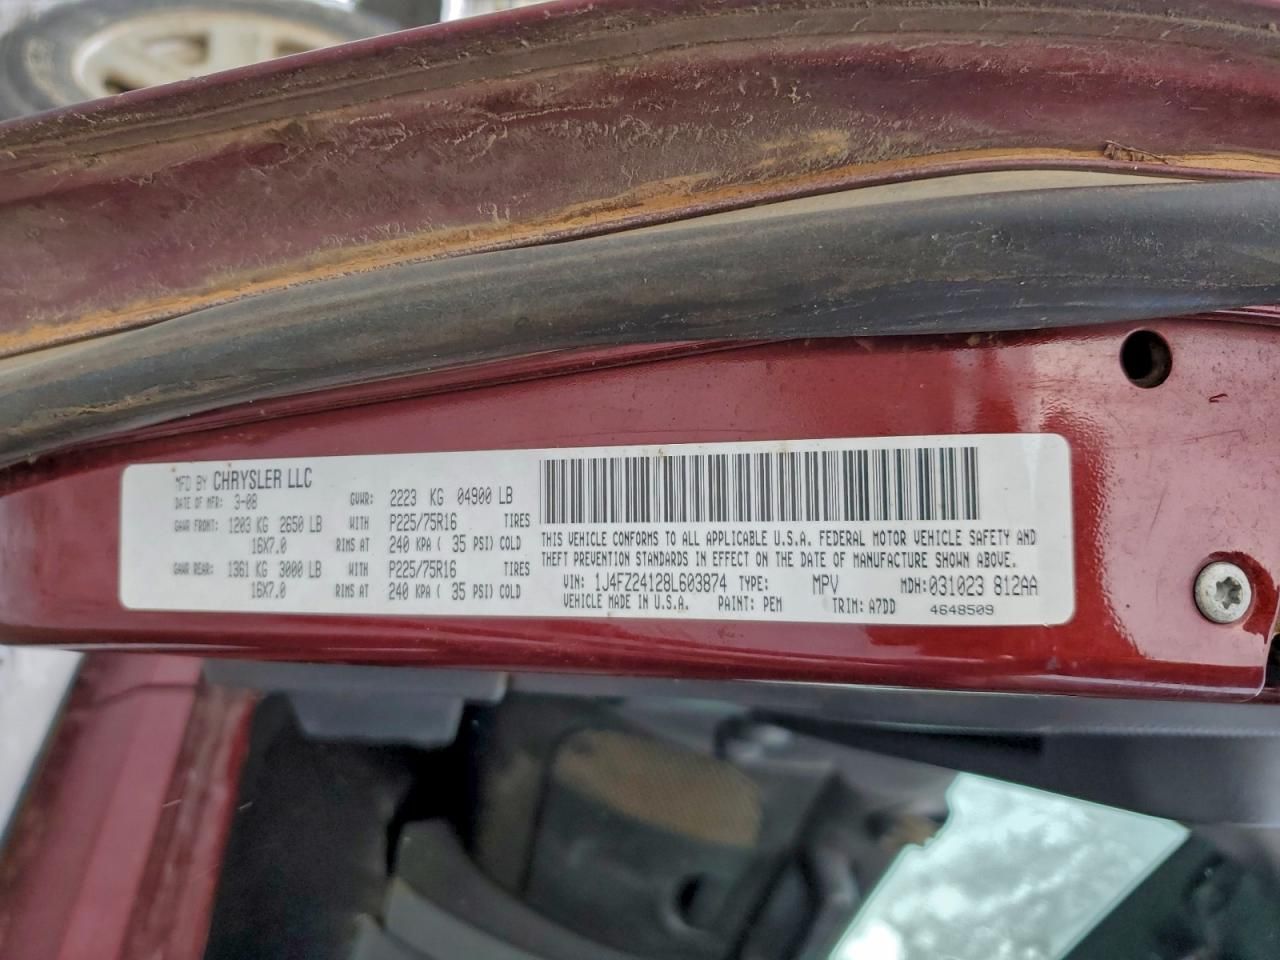 MFD BY CHRYSLER LLC
DATE OF MFR: 3-08 GVWR: 2223 KG 04900 LB
GAWR FRONT: 1203 KG 2650 LB WITH P225/75R16 TIRES
16X7.0 RIMS AT 240 KPA ( 35 PSI) COLD
GAWR REAR: 1361 KG 3000 LB WITH P225/75R16 TIRES
16X7.0 RIMS AT 240 KPA ( 35 PSI) COLD
THIS VEHICLE CONFORMS TO ALL APPLICABLE U.S.A. FEDERAL MOTOR VEHICLE SAFETY AND
THEFT PREVENTION STANDARDS IN EFFECT ON THE DATE OF MANUFACTURE SHOWN ABOVE.
VIN: 1J4FZ24128L603874 TYPE: MPV MDH: 031023 812AA
VEHICLE MADE IN U.S.A. PAINT: PEM TRIM: A7DD 4648509